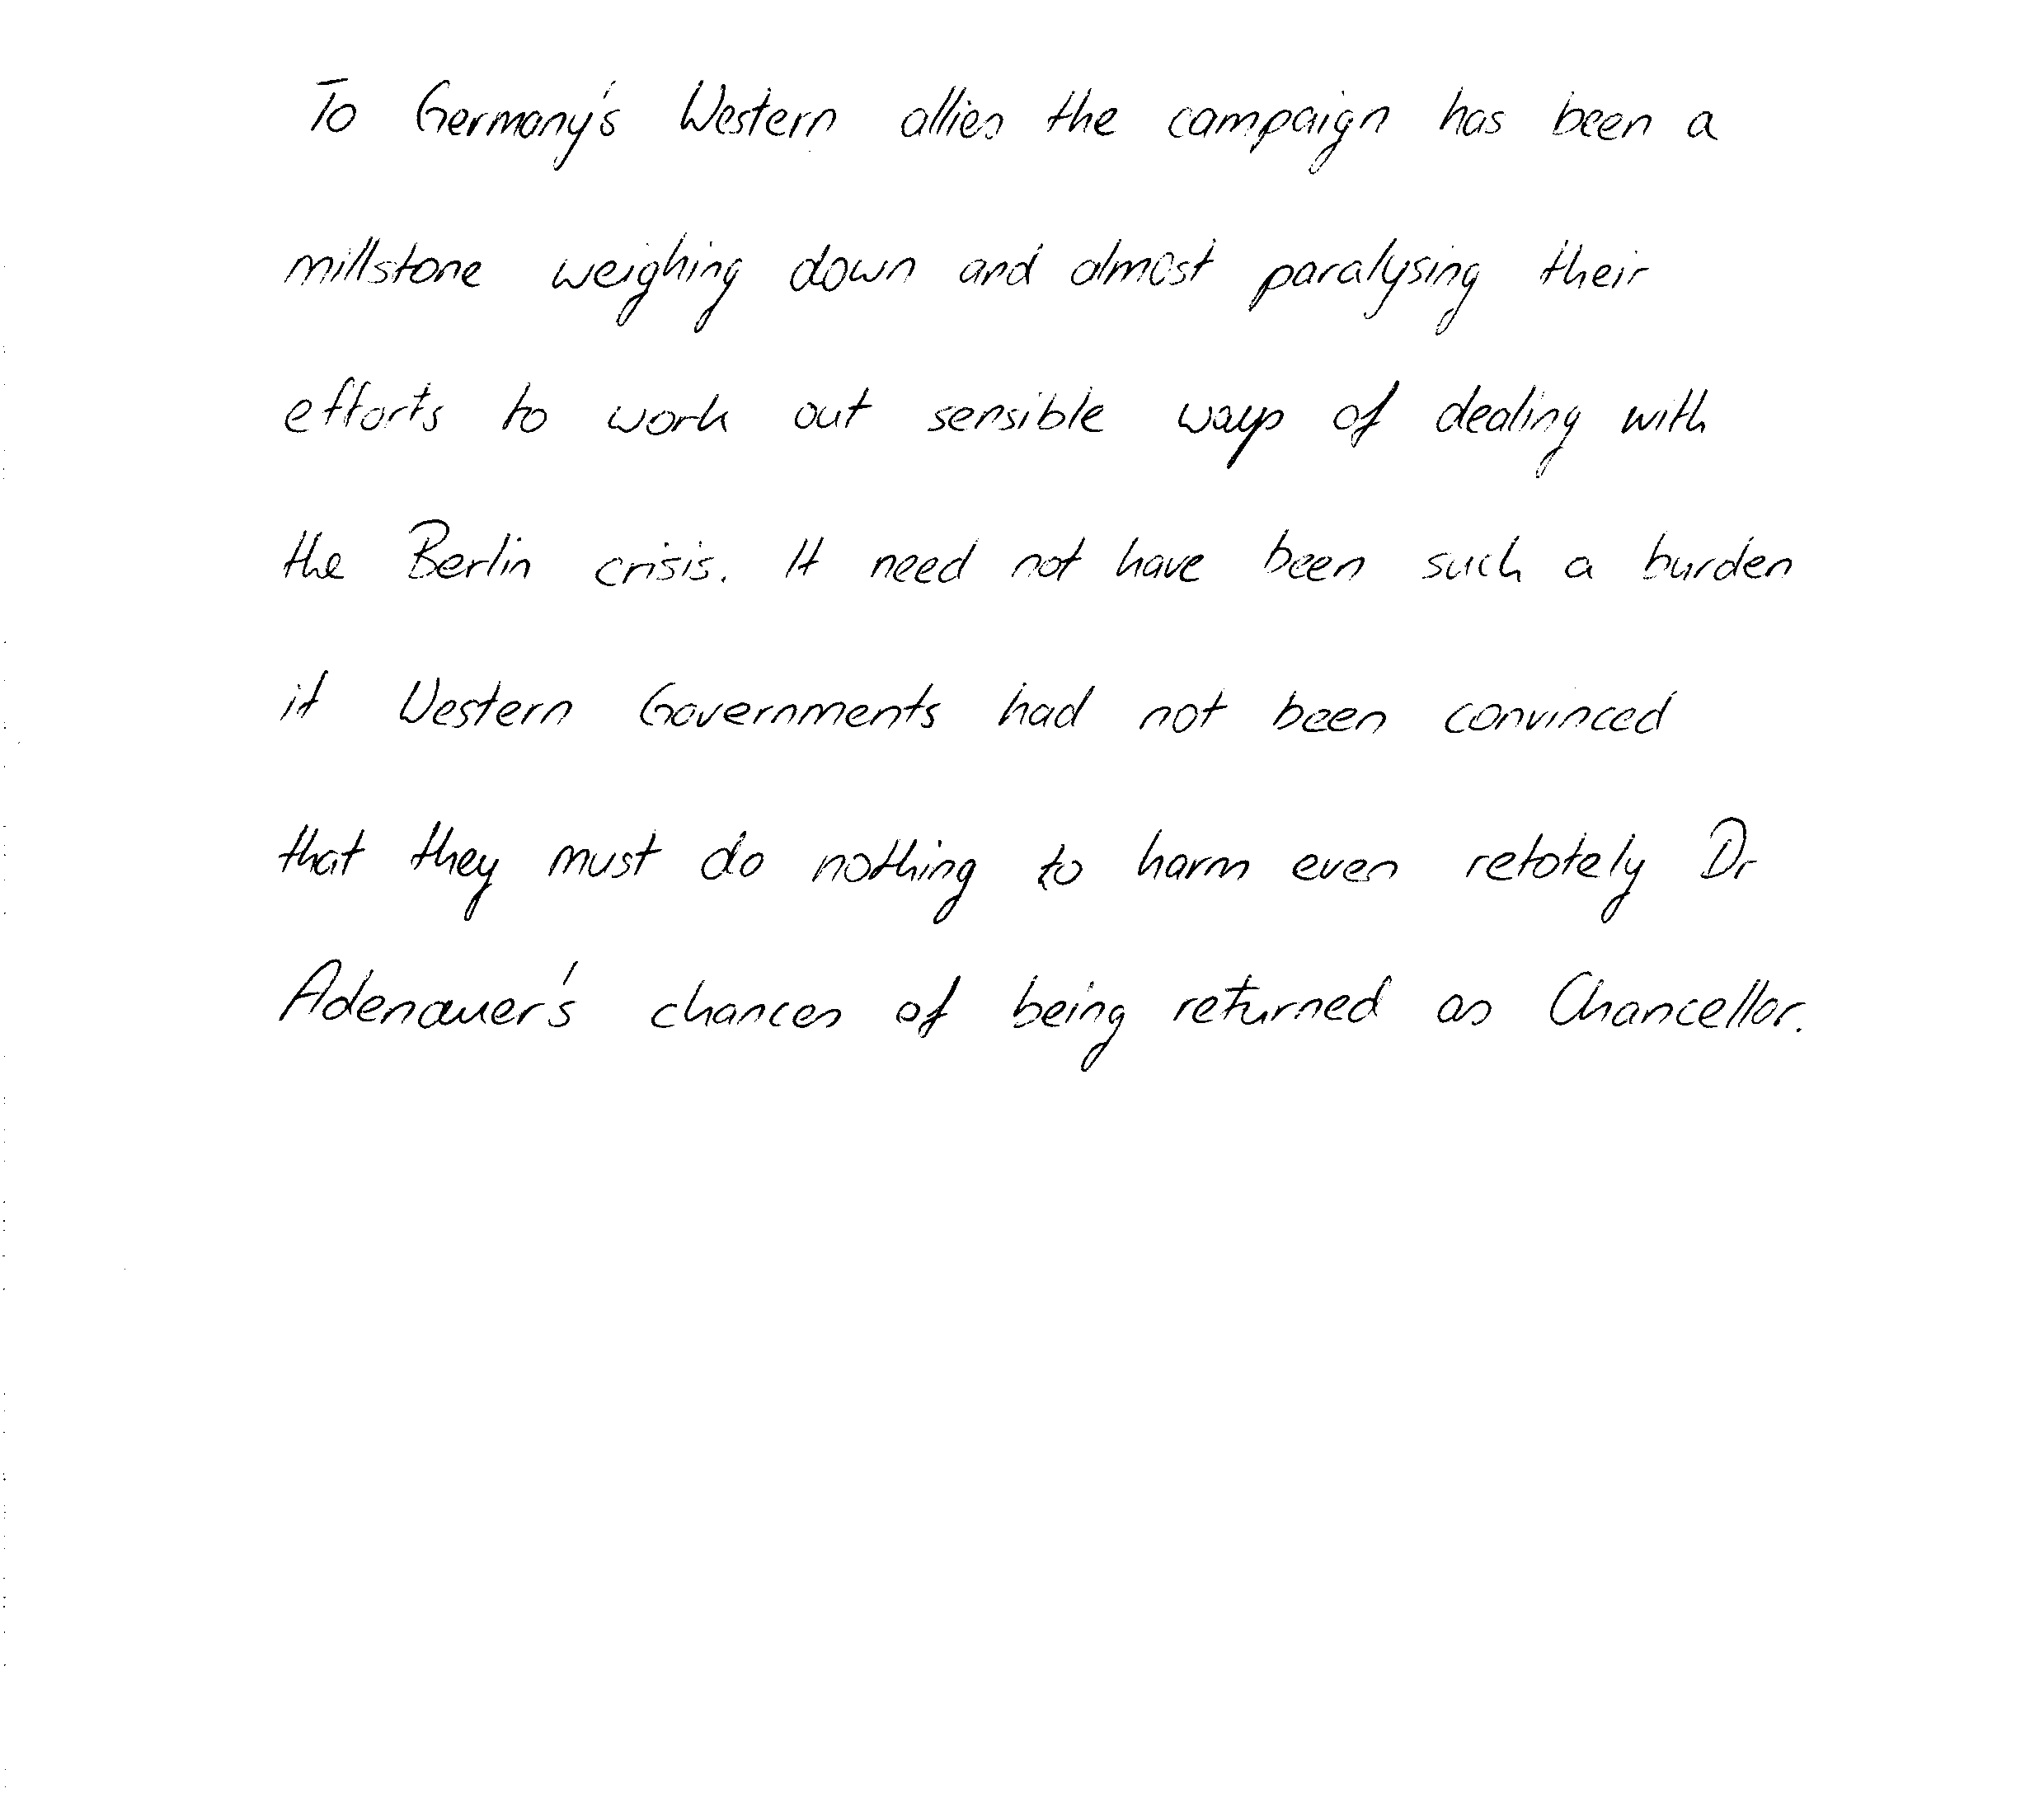 To Germany's Western allies the campaign has been a
millstone weighing down and almost paralysing their
efforts to work out sensible ways of dealing with
the Berlin crisis. It need not have been such a burden
if Western Governments had not been convinced
that they must do nothing to harm even retotely Dr
Adenauer's chances of being returned as Chancellor.